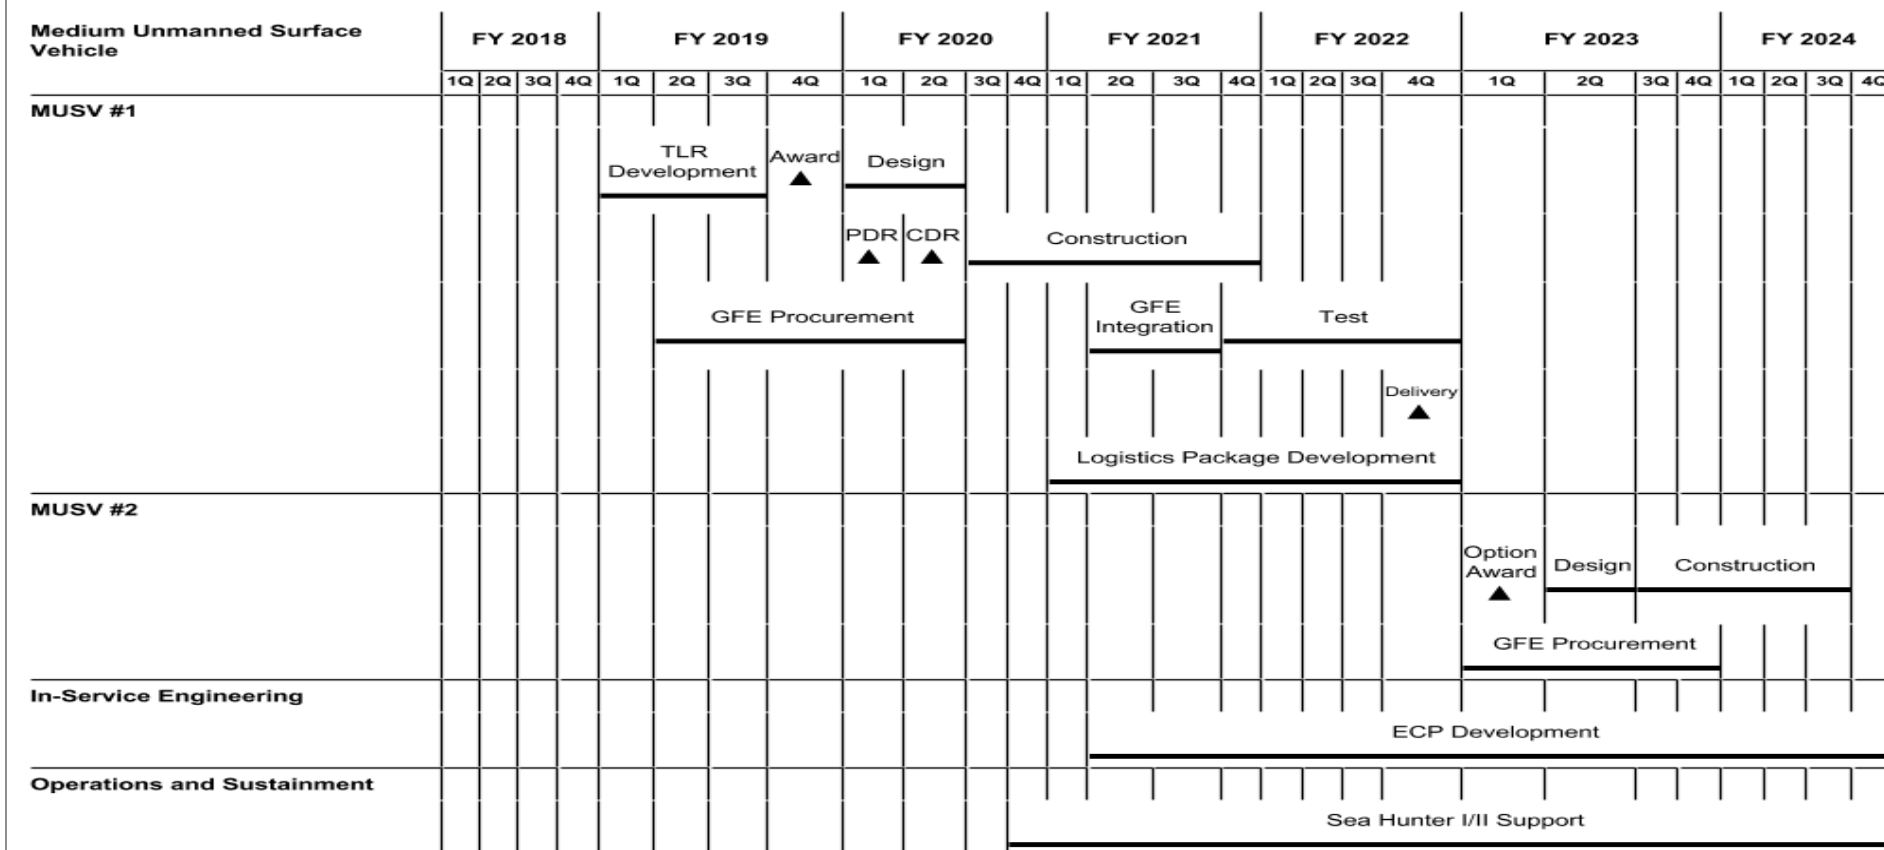 Medium Unmanned Surface
Vehicle
FY 2018 FY 2019 FY 2020 FY 2021 FY 2022 FY 2023 FY 2024
1Q 2Q 3Q 4Q 1Q 2Q 3Q 4Q 1Q 2Q 3Q 4Q 1Q 2Q 3Q 4Q 1Q 2Q 3Q 4Q 1Q 2Q 3Q 4Q 1Q 2Q 3Q 4Q
MUSV #1
TLR
Development
Award
Design
PDR CDR
Construction
GFE Procurement
GFE
Integration
Test
Delivery
Logistics Package Development
MUSV #2
Option
Award
Design
Construction
GFE Procurement
In-Service Engineering
ECP Development
Operations and Sustainment
Sea Hunter I/II Support